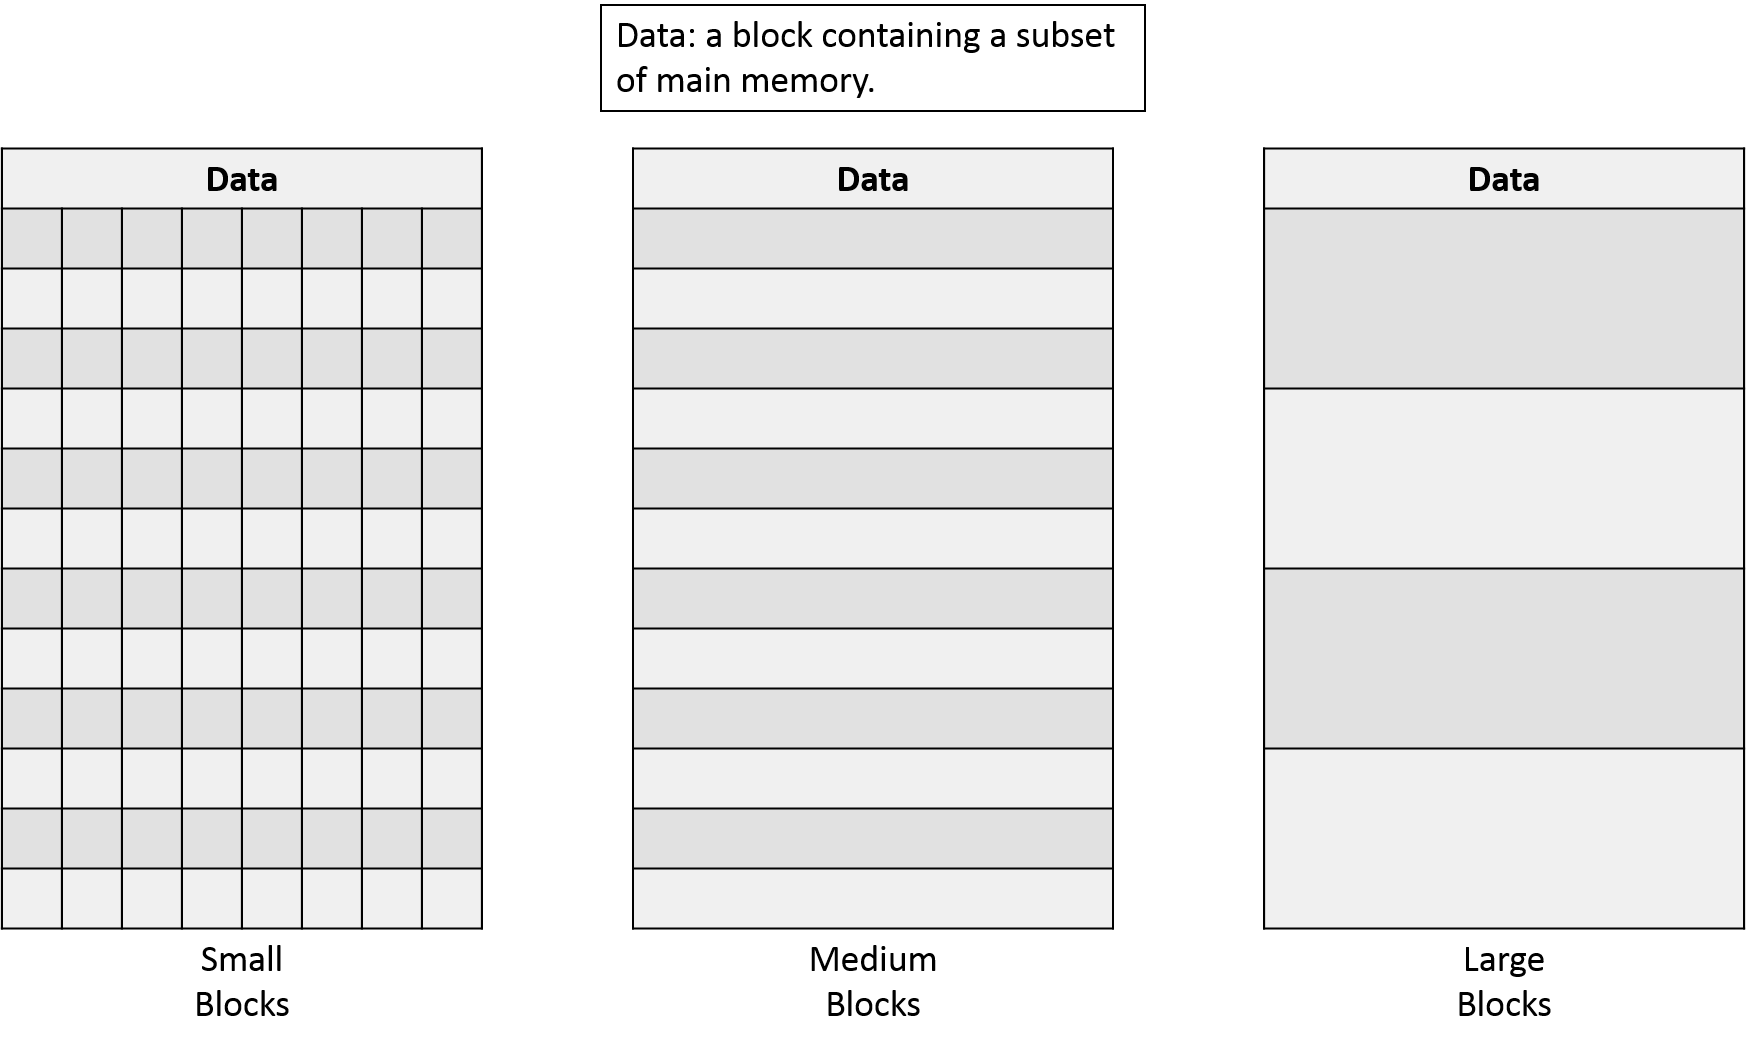 Data: a block containing a subset
of main memory.
Data
Data
Data
Small
Blocks
Medium
Blocks
Large
Blocks